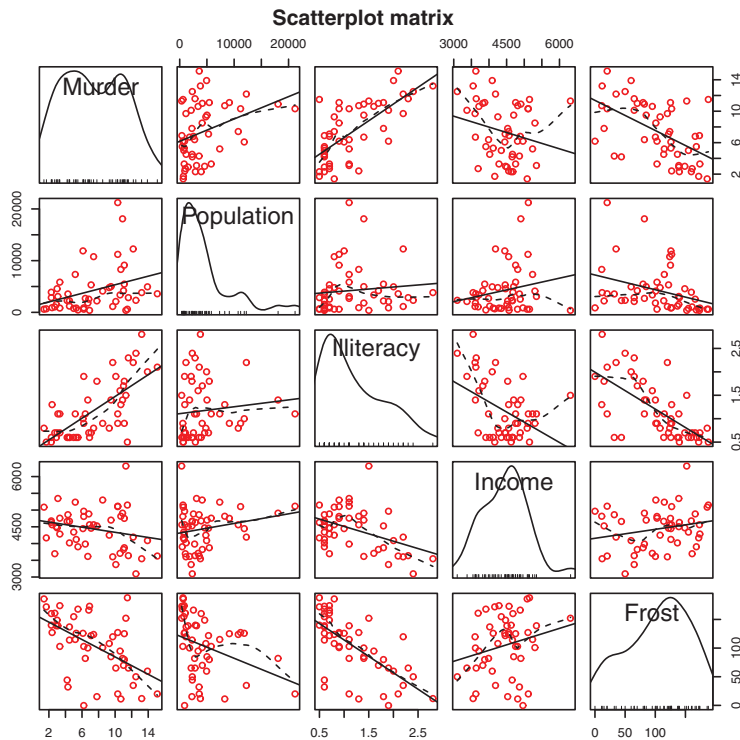 Scatterplot matrix
0 10000 20000
3000 4500 6000
Murder
2 6 10 14
Population
0 10000 20000
Illiteracy
0.5 1.5 2.5
Income
3000 4500 6000
Frost
0 50 100
2 6 10 14
0.5 1.5 2.5
0 50 100